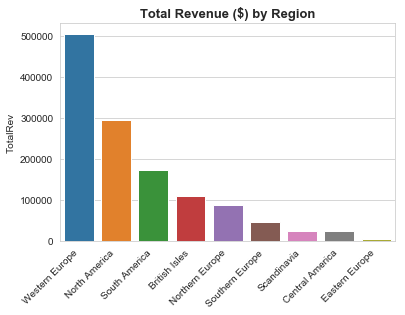 Total Revenue ($) by Region
TotalRev
500000
400000
300000
200000
100000
0
Western Europe
North America
South America
British Isles
Northern Europe
Southern Europe
Scandinavia
Central America
Eastern Europe